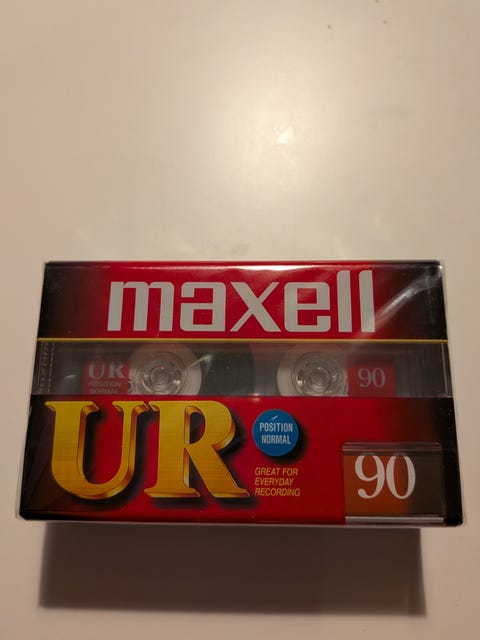 maxell
UR
POSITION
NORMAL
90
UR
POSITION
NORMAL
GREAT FOR
EVERYDAY
RECORDING
90